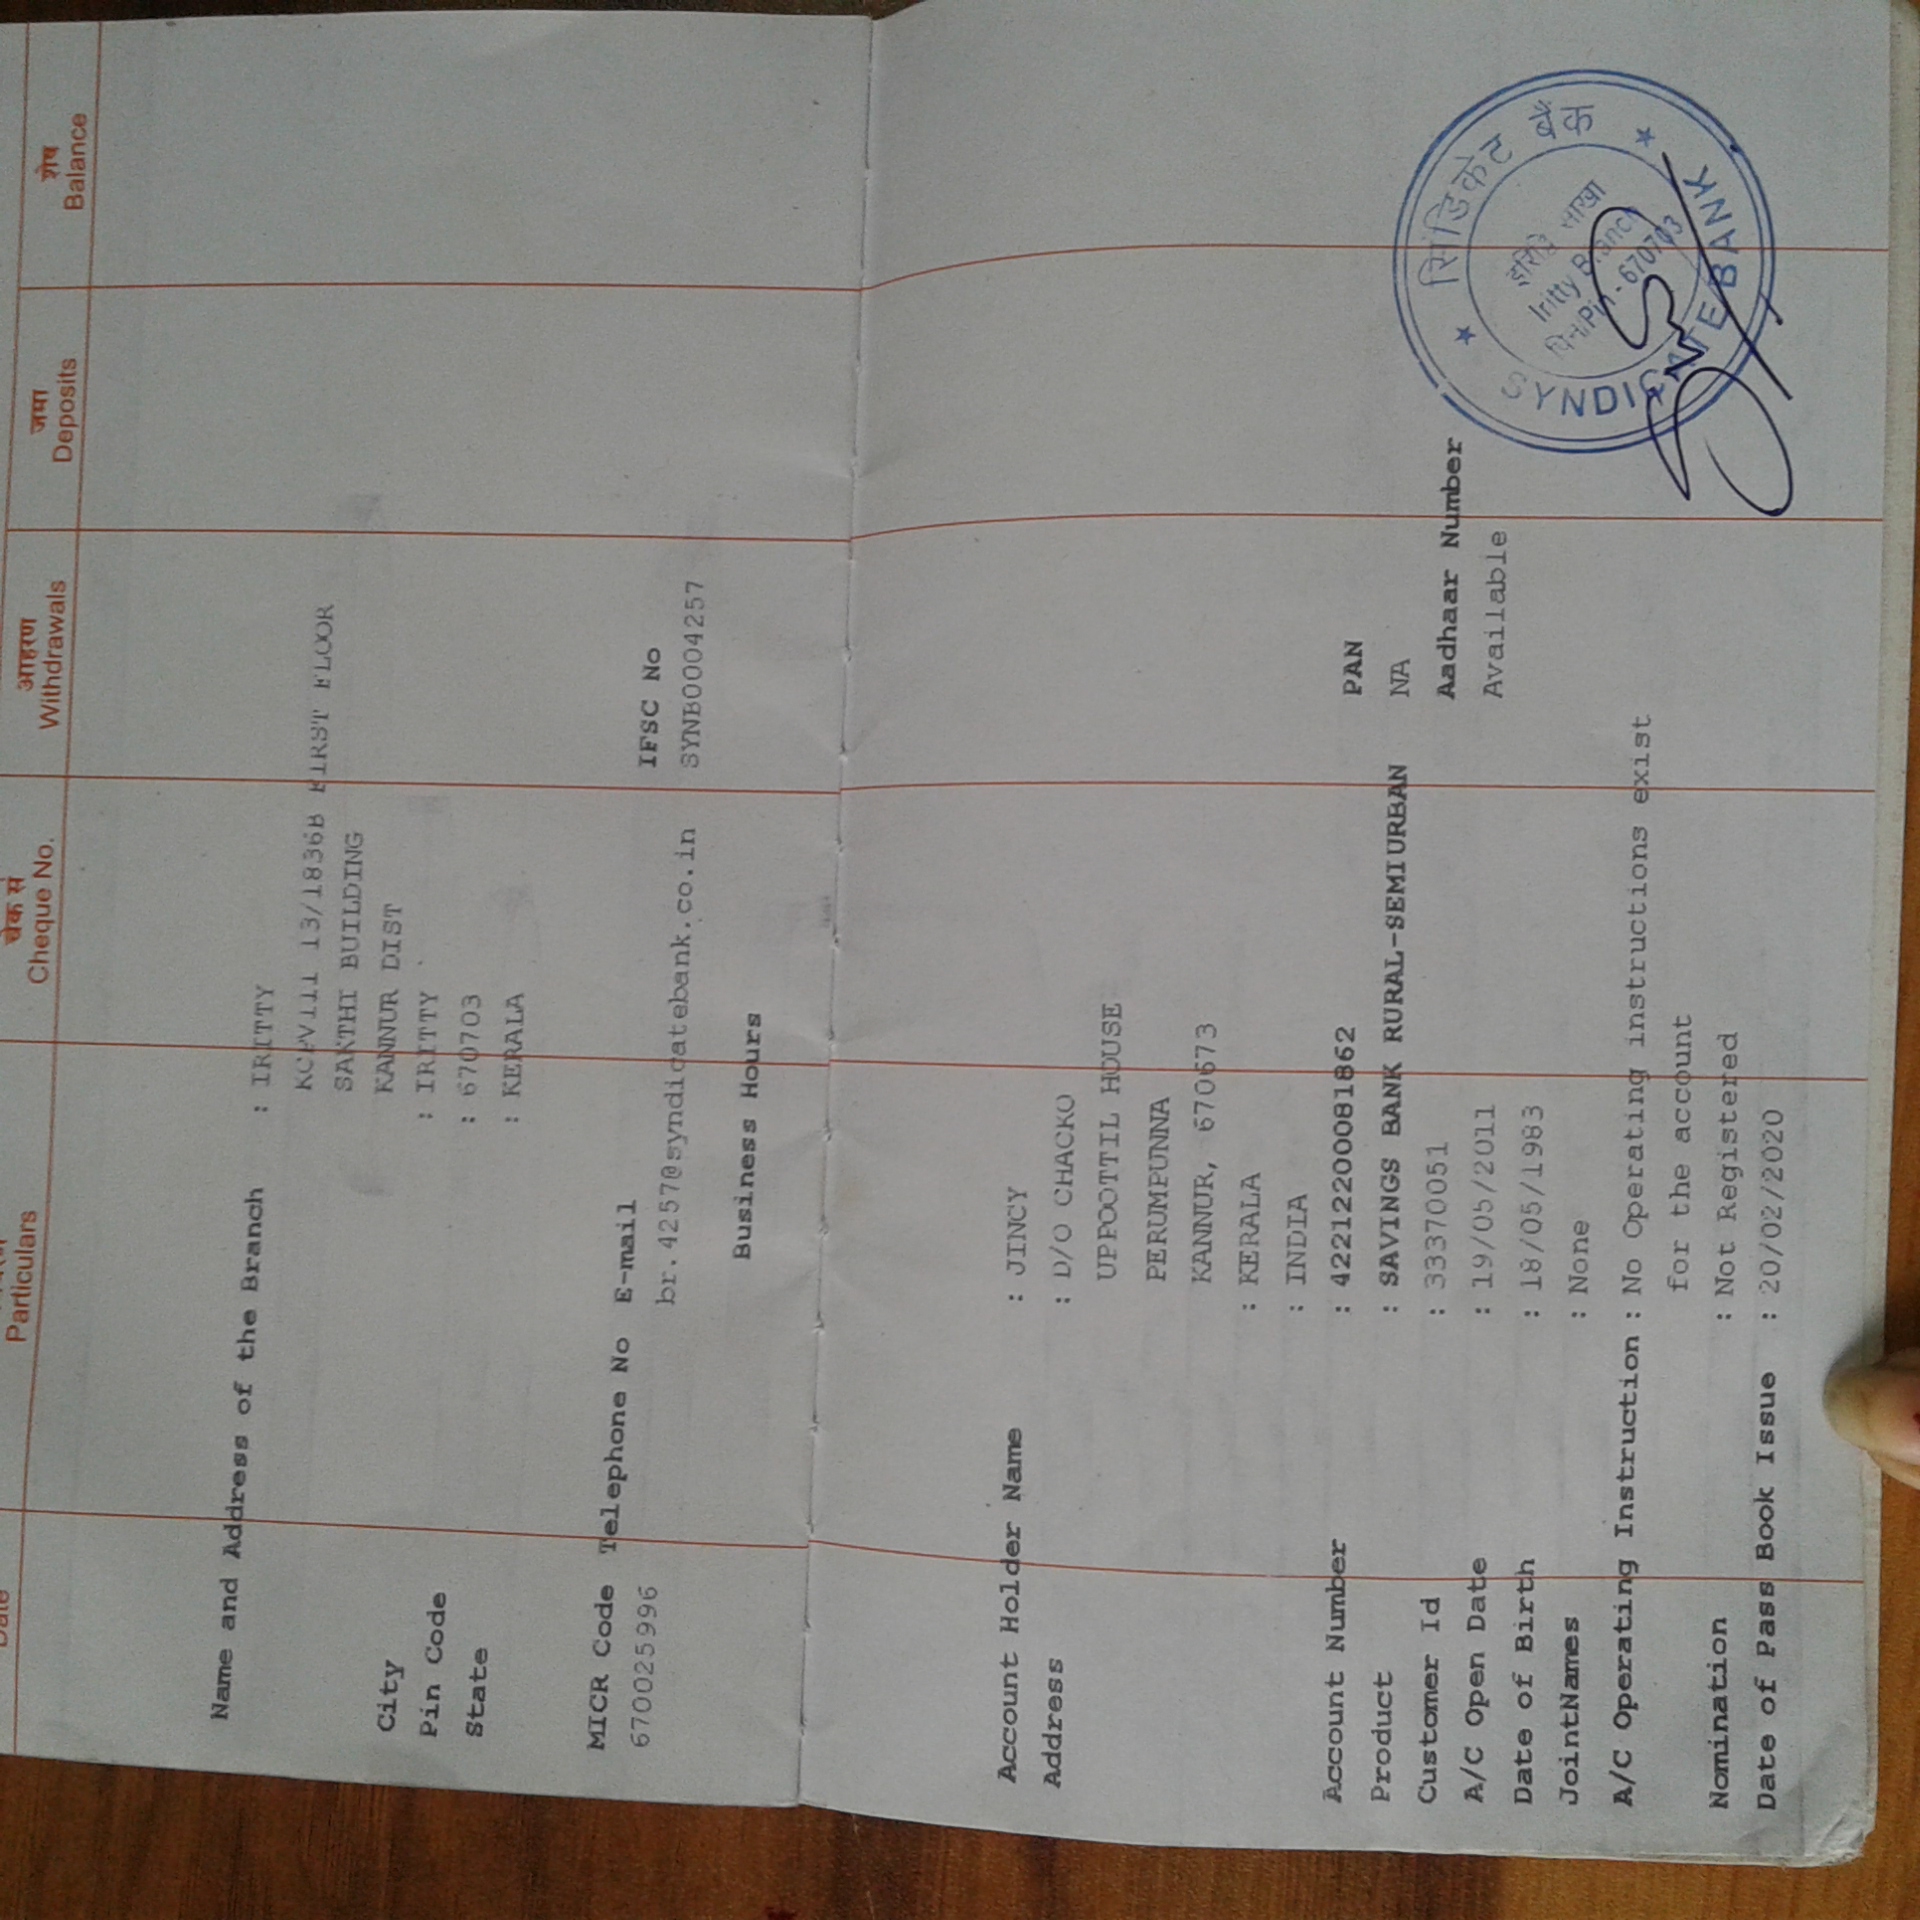 Date Particulars चेक सं आहरण जमा शेष
Cheque No. Withdrawals Deposits Balance
Name and Address of the Branch : IRITTY
KCPVIII 13/1836B FIRST FLOOR
SAKTHI BUILDING
KANNUR DIST
City : IRITTY
Pin Code : 670703
State : KERALA
MICR Code Telephone No E-mail IFSC No
670025996 br.4257@syndicatebank.co.in SYNB0004257
Business Hours
Account Holder Name : JINCY
Address : D/O CHACKO
UPPOOTTIL HOUSE
PERUMPUNNA
KANNUR, 670673
: KERALA
: INDIA
Account Number : 42212200081862 PAN
Product : SAVINGS BANK RURAL-SEMIURBAN NA
Customer Id : 33370051 Aadhaar Number
A/C Open Date : 19/05/2011 Available
Date of Birth : 18/05/1983
JointNames : None
A/C Operating Instruction : No Operating instructions exist
for the account
Nomination : Not Registered
Date of Pass Book Issue : 20/02/2020
सिंडिकेट बैंक
इरिट्टि शाखा
Iritty Branch
पिन/Pin - 670703
SYNDICATE BANK